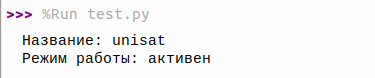 >>> %Run test.py
Название: unisat
Режим работы: активен